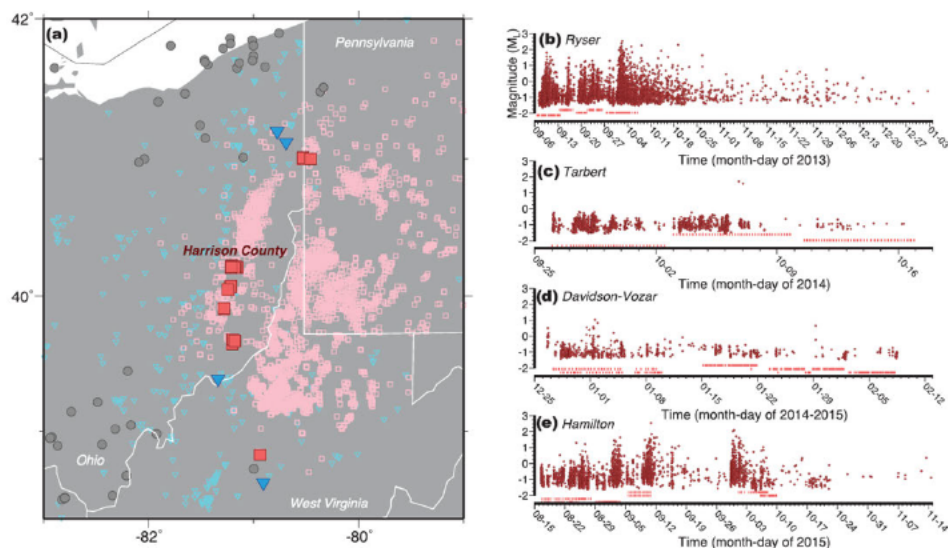 (a)
Pennsylvania
Harrison County
Ohio
West Virginia
42°
40°
-82° -81° -80°
(b) Ryser
Magnitude (ML)
3
2
1
0
-1
-2
09-06 09-13 09-20 09-27 10-04 10-11 10-18 10-25 11-01 11-08 11-15 11-22 11-29 12-06 12-13 12-20 12-27 01-03
Time (month-day of 2013)
(c) Tarbert
3
2
1
0
-1
-2
09-25 10-02 10-09 10-16
Time (month-day of 2014)
(d) Davidson-Vozar
3
2
1
0
-1
-2
12-25 01-01 01-08 01-15 01-22 01-29 02-05 02-12
Time (month-day of 2014-2015)
(e) Hamilton
3
2
1
0
-1
-2
08-15 08-22 08-29 09-05 09-12 09-19 09-26 10-03 10-10 10-17 10-24 10-31 11-07 11-14
Time (month-day of 2015)